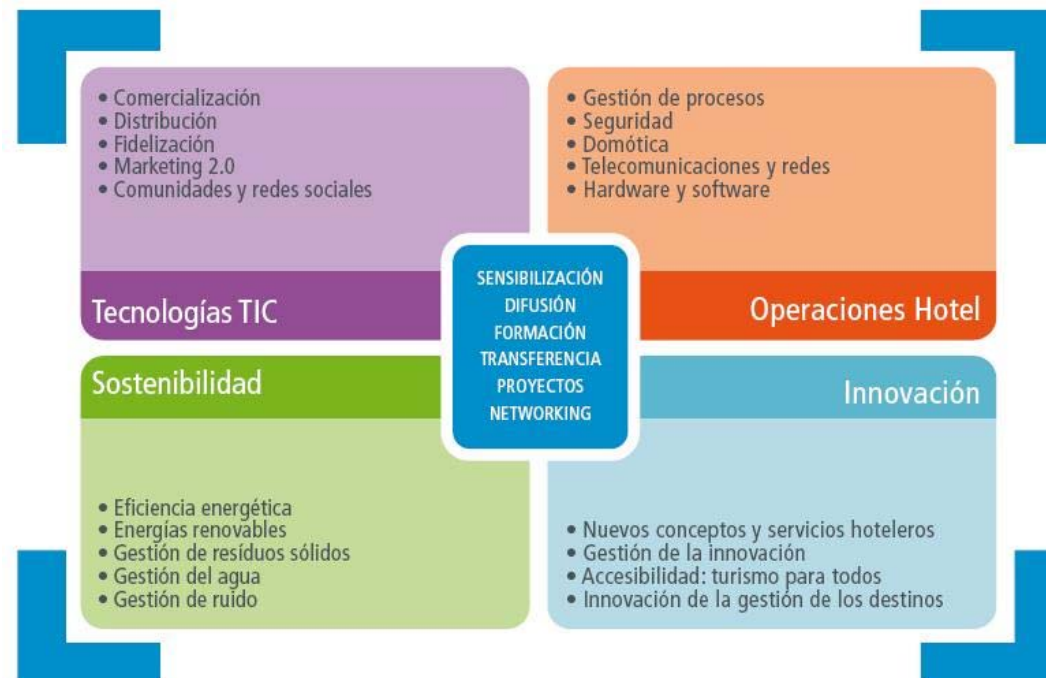 • Comercialización
• Distribución
• Fidelización
• Marketing 2.0
• Comunidades y redes sociales
Tecnologías TIC
• Gestión de procesos
• Seguridad
• Domótica
• Telecomunicaciones y redes
• Hardware y software
Operaciones Hotel
SENSIBILIZACIÓN
DIFUSIÓN
FORMACIÓN
TRANSFERENCIA
PROYECTOS
NETWORKING
Sostenibilidad
• Eficiencia energética
• Energías renovables
• Gestión de resíduos sólidos
• Gestión del agua
• Gestión de ruido
Innovación
• Nuevos conceptos y servicios hoteleros
• Gestión de la innovación
• Accesibilidad: turismo para todos
• Innovación de la gestión de los destinos